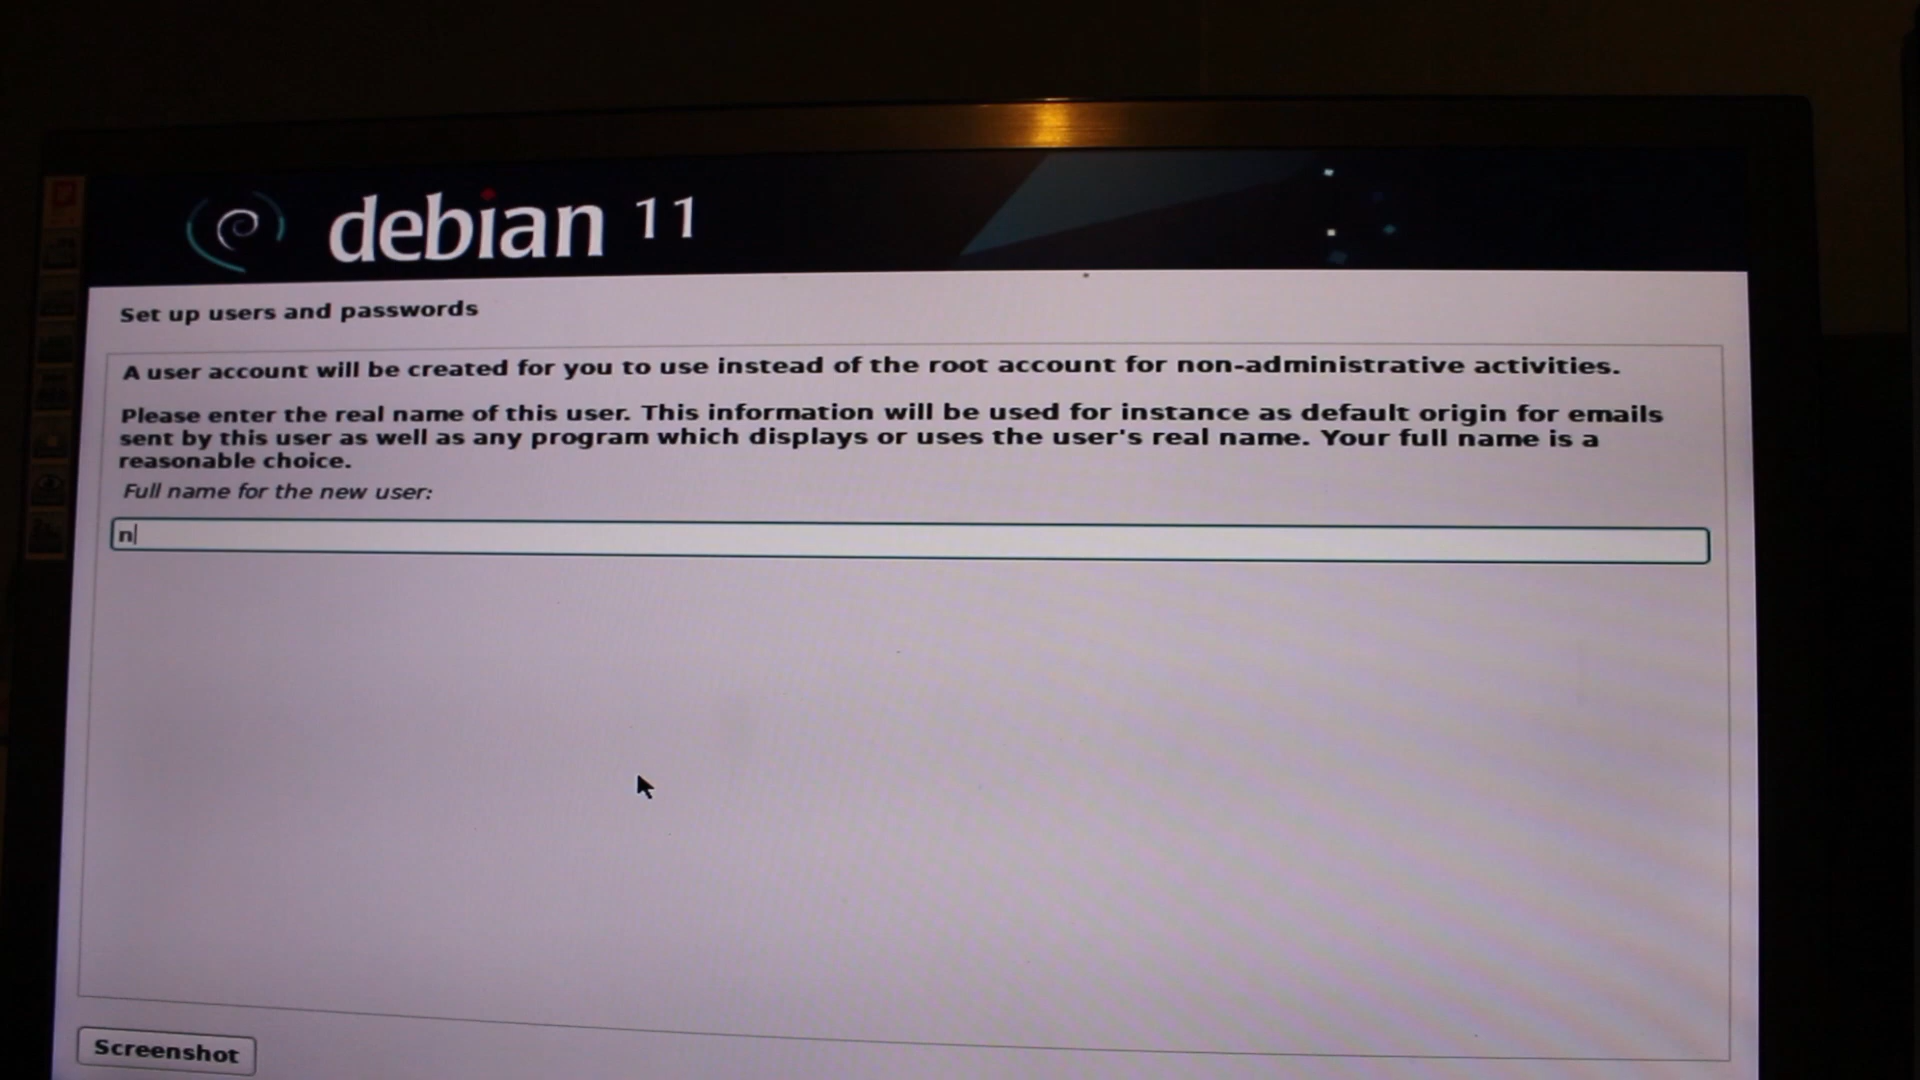 debian 11
Set up users and passwords
A user account will be created for you to use instead of the root account for non-administrative activities.
Please enter the real name of this user. This information will be used for instance as default origin for emails
sent by this user as well as any program which displays or uses the user's real name. Your full name is a
reasonable choice.
Full name for the new user:
n
Screenshot